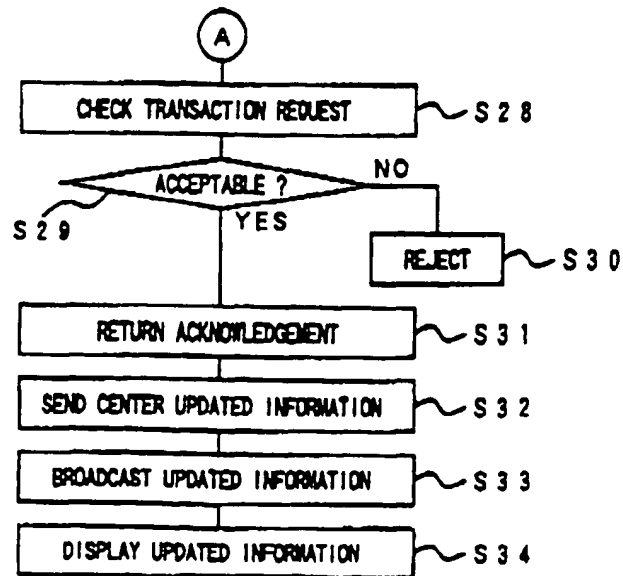 A
CHECK TRANSACTION REQUEST
S28
ACCEPTABLE ?
NO
S29
YES
REJECT
S30
RETURN ACKNOWLEDGEMENT
S31
SEND CENTER UPDATED INFORMATION
S32
BROADCAST UPDATED INFORMATION
S33
DISPLAY UPDATED INFORMATION
S34